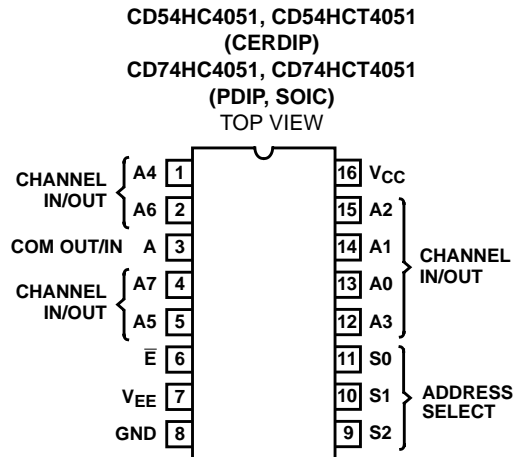 CD54HC4051, CD54HCT4051
(CERDIP)
CD74HC4051, CD74HCT4051
(PDIP, SOIC)
TOP VIEW
CHANNEL IN/OUT
A4 1
A6 2
COM OUT/IN A 3
CHANNEL IN/OUT
A7 4
A5 5
E̅ 6
VEE 7
GND 8
16 VCC
15 A2
14 A1
13 A0
12 A3
CHANNEL IN/OUT
11 S0
10 S1
9 S2
ADDRESS SELECT